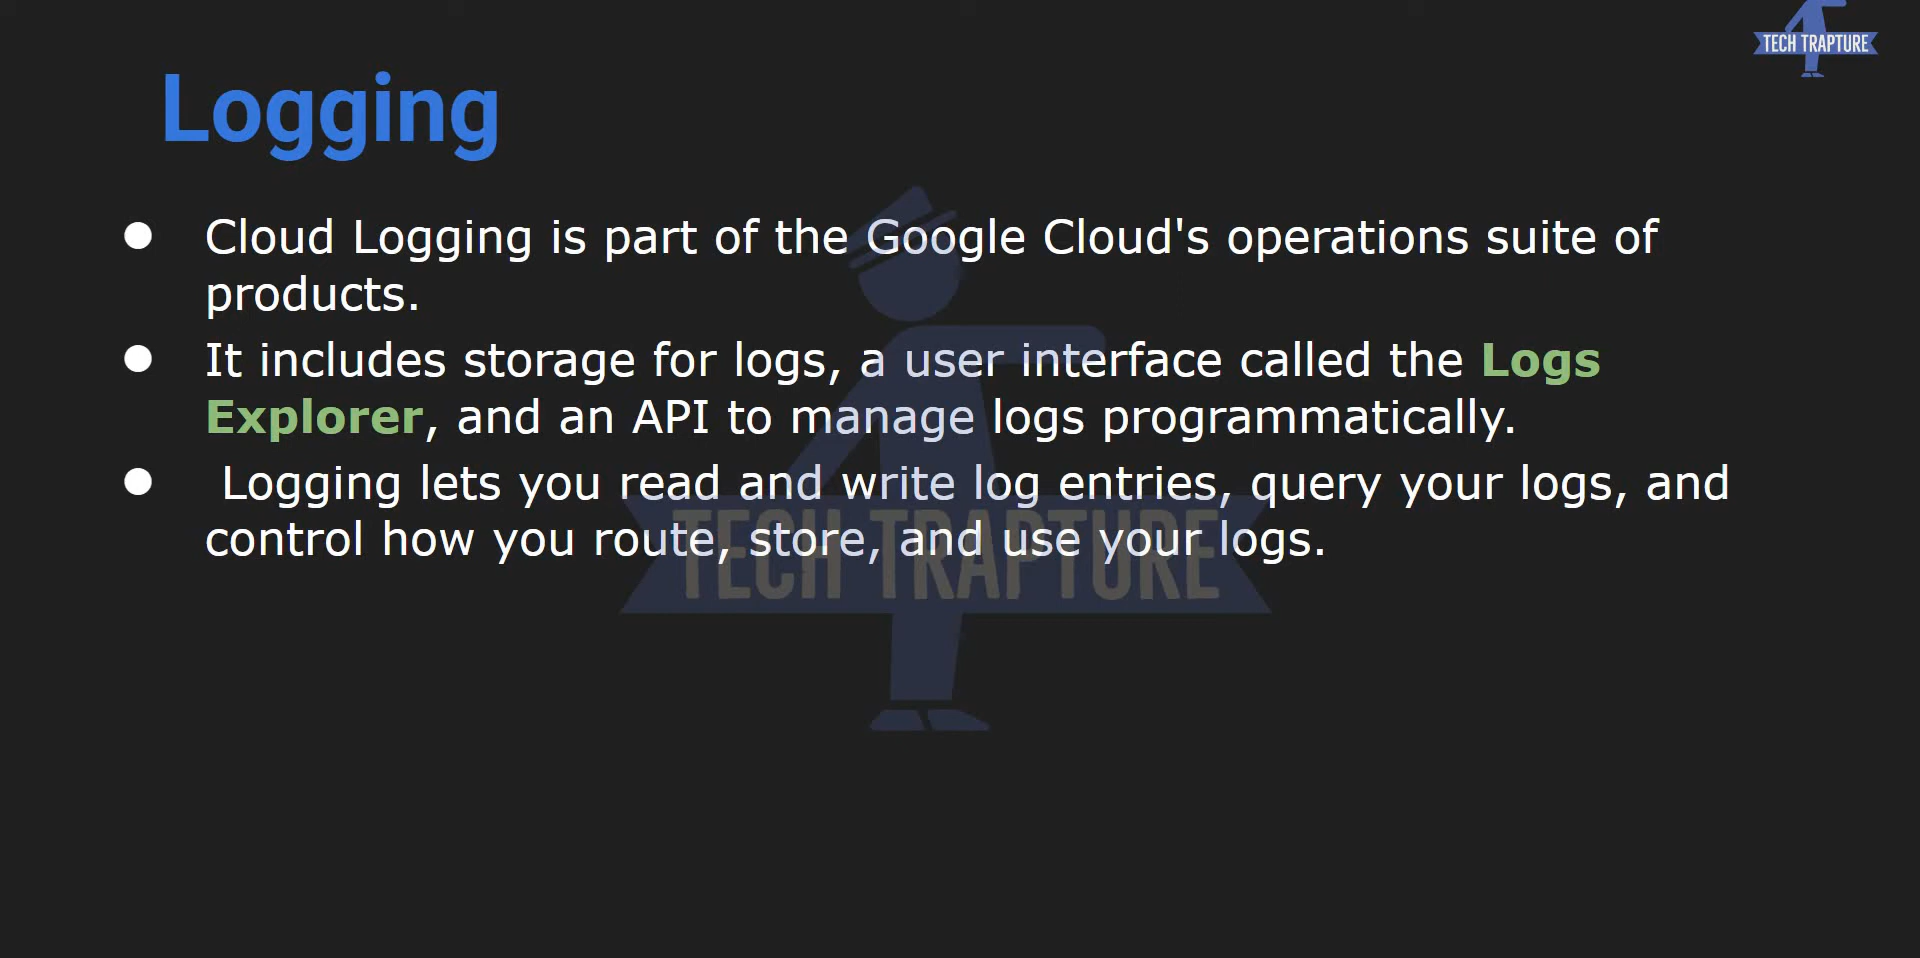 TECH TRAPTURE
Logging
● Cloud Logging is part of the Google Cloud's operations suite of
products.
● It includes storage for logs, a user interface called the Logs
Explorer, and an API to manage logs programmatically.
● Logging lets you read and write log entries, query your logs, and
control how you route, store, and use your logs.
TECH TRAPTURE